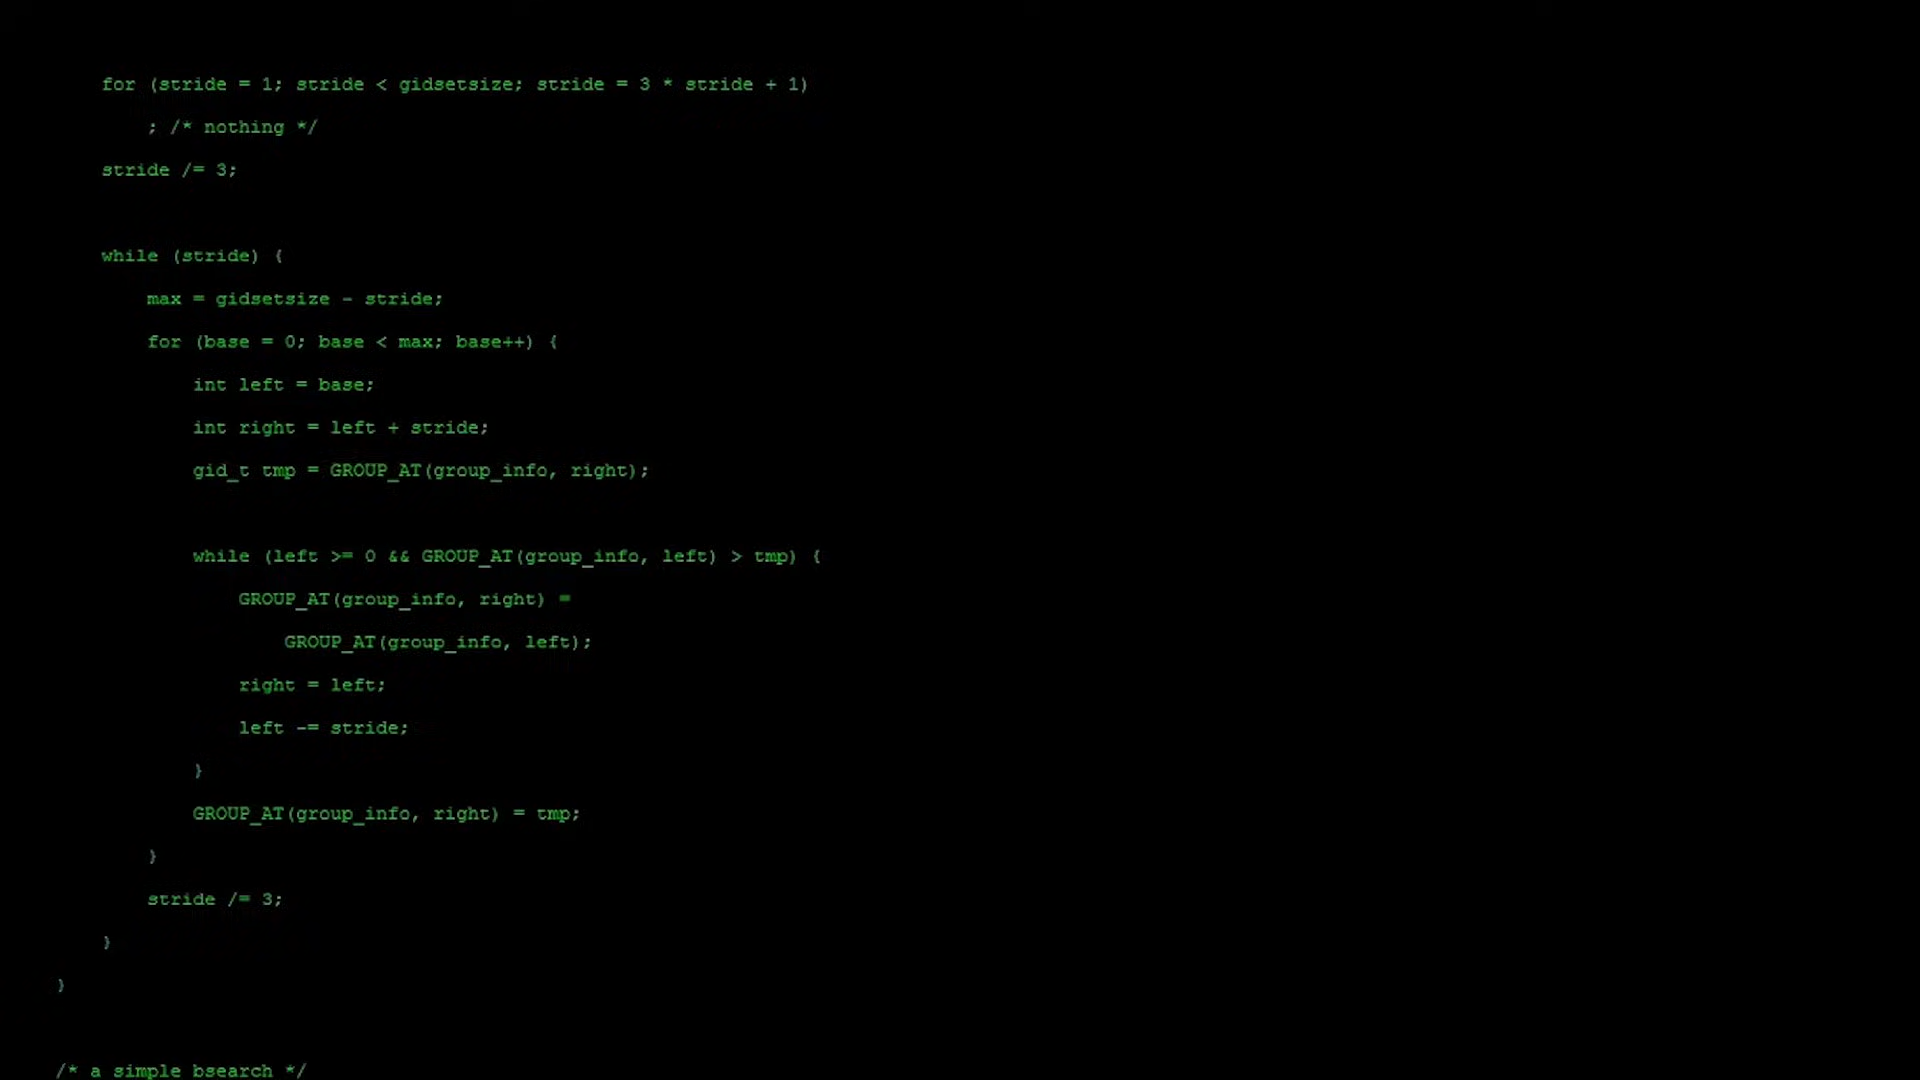 for (stride = 1; stride < gidsetsize; stride = 3 * stride + 1)
; /* nothing */
stride /= 3;
while (stride) {
max = gidsetsize - stride;
for (base = 0; base < max; base++) {
int left = base;
int right = left + stride;
gid_t tmp = GROUP_AT(group_info, right);
while (left >= 0 && GROUP_AT(group_info, left) > tmp) {
GROUP_AT(group_info, right) =
GROUP_AT(group_info, left);
right = left;
left -= stride;
}
GROUP_AT(group_info, right) = tmp;
}
stride /= 3;
}
}
/* a simple bsearch */